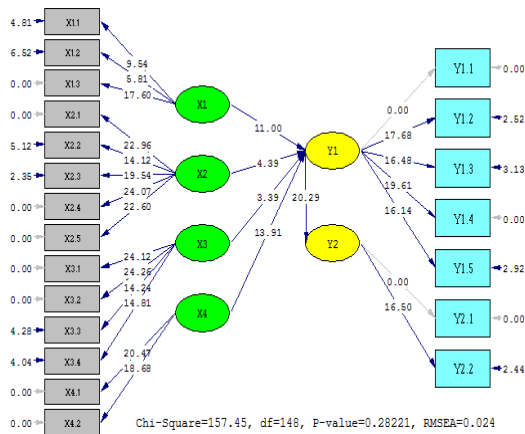 4.81 X1.1
6.52 X1.2
0.00 X1.3
0.00 X2.1
5.12 X2.2
2.35 X2.3
0.00 X2.4
0.00 X2.5
0.00 X3.1
0.00 X3.2
4.28 X3.3
4.04 X3.4
0.00 X4.1
0.00 X4.2
9.54
5.81
17.60
22.96
14.12
19.54
24.07
22.60
24.12
24.26
14.24
14.81
20.47
18.68
X1
X2
X3
X4
11.00
4.39
3.39
13.91
Y1
20.29
Y2
0.00
17.68
16.48
19.61
16.14
0.00
16.50
Y1.1 0.00
Y1.2 2.52
Y1.3 3.13
Y1.4 0.00
Y1.5 2.92
Y2.1 0.00
Y2.2 2.44
Chi-Square=157.45, df=148, P-value=0.28221, RMSEA=0.024